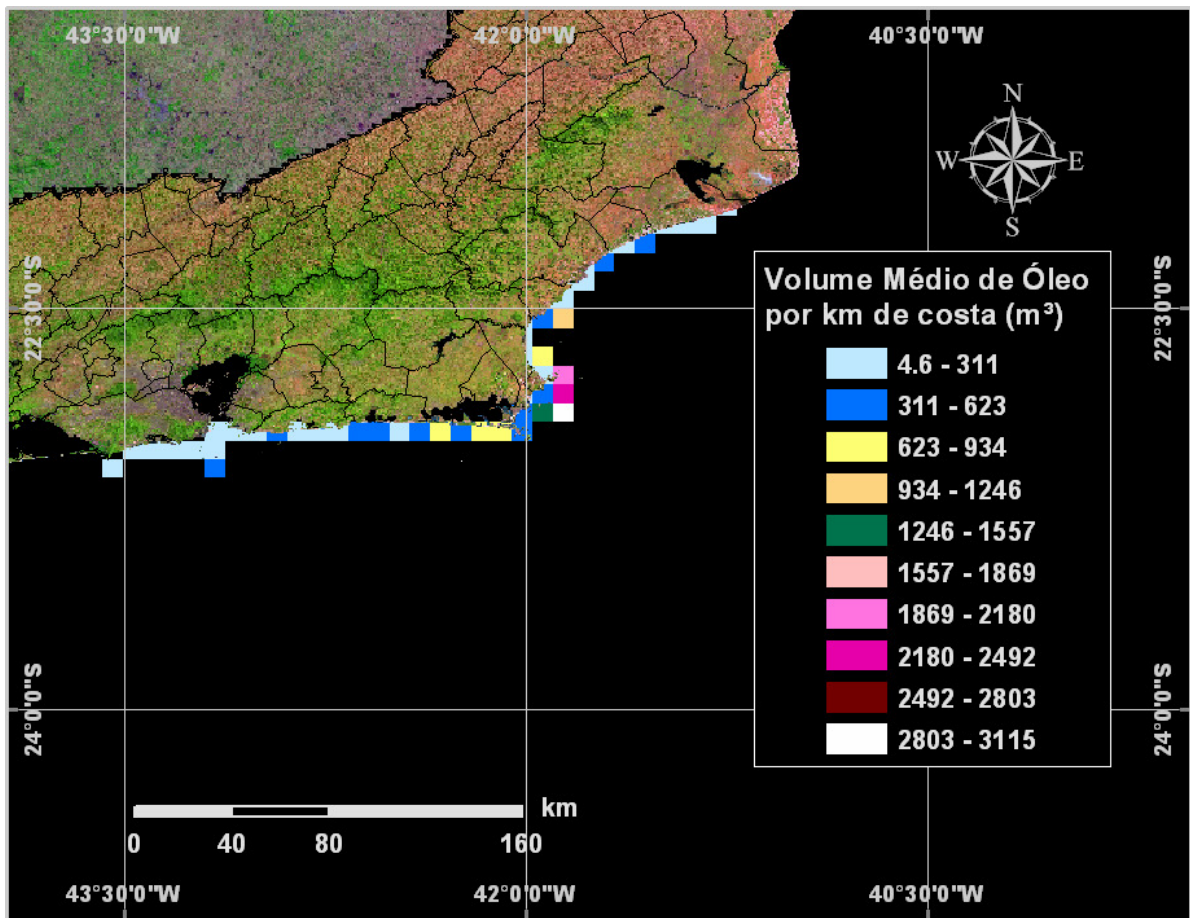 43°30'0"W 42°0'0"W 40°30'0"W
N
W E
S
22°30'0"S 22°30'0"S
Volume Médio de Óleo
por km de costa (m³)
4.6 - 311
311 - 623
623 - 934
934 - 1246
1246 - 1557
1557 - 1869
1869 - 2180
2180 - 2492
2492 - 2803
2803 - 3115
24°0'0"S 24°0'0"S
km
0 40 80 160
43°30'0"W 42°0'0"W 40°30'0"W